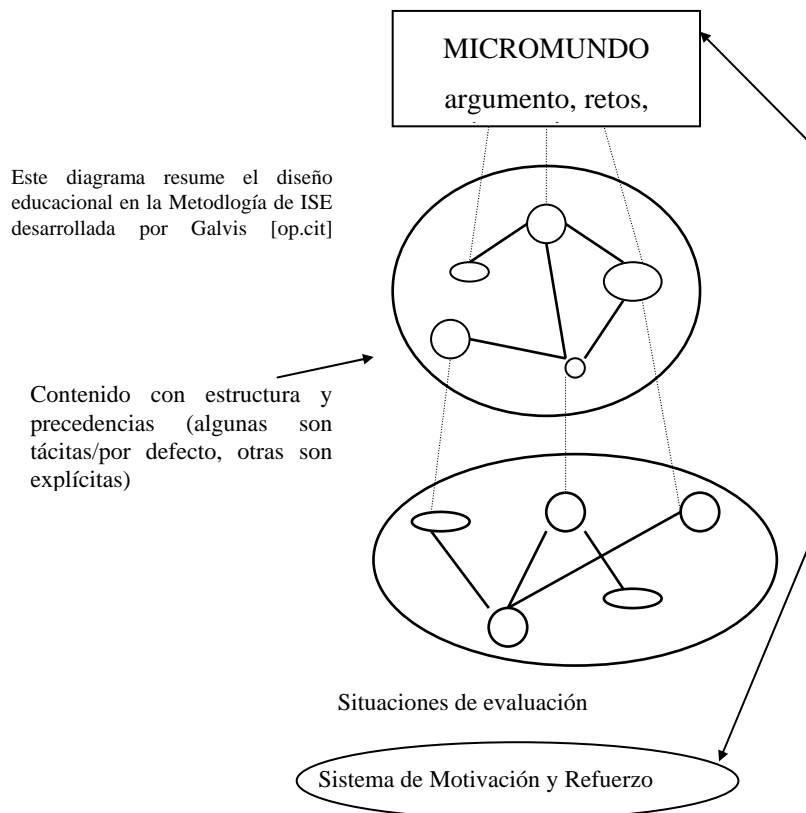 MICROMUNDO
argumento, retos,
Este diagrama resume el diseño
educacional en la Metodlogía de ISE
desarrollada por Galvis [op.cit]
Contenido con estructura y
precedencias (algunas son
tácitas/por defecto, otras son
explícitas)
Situaciones de evaluación
Sistema de Motivación y Refuerzo